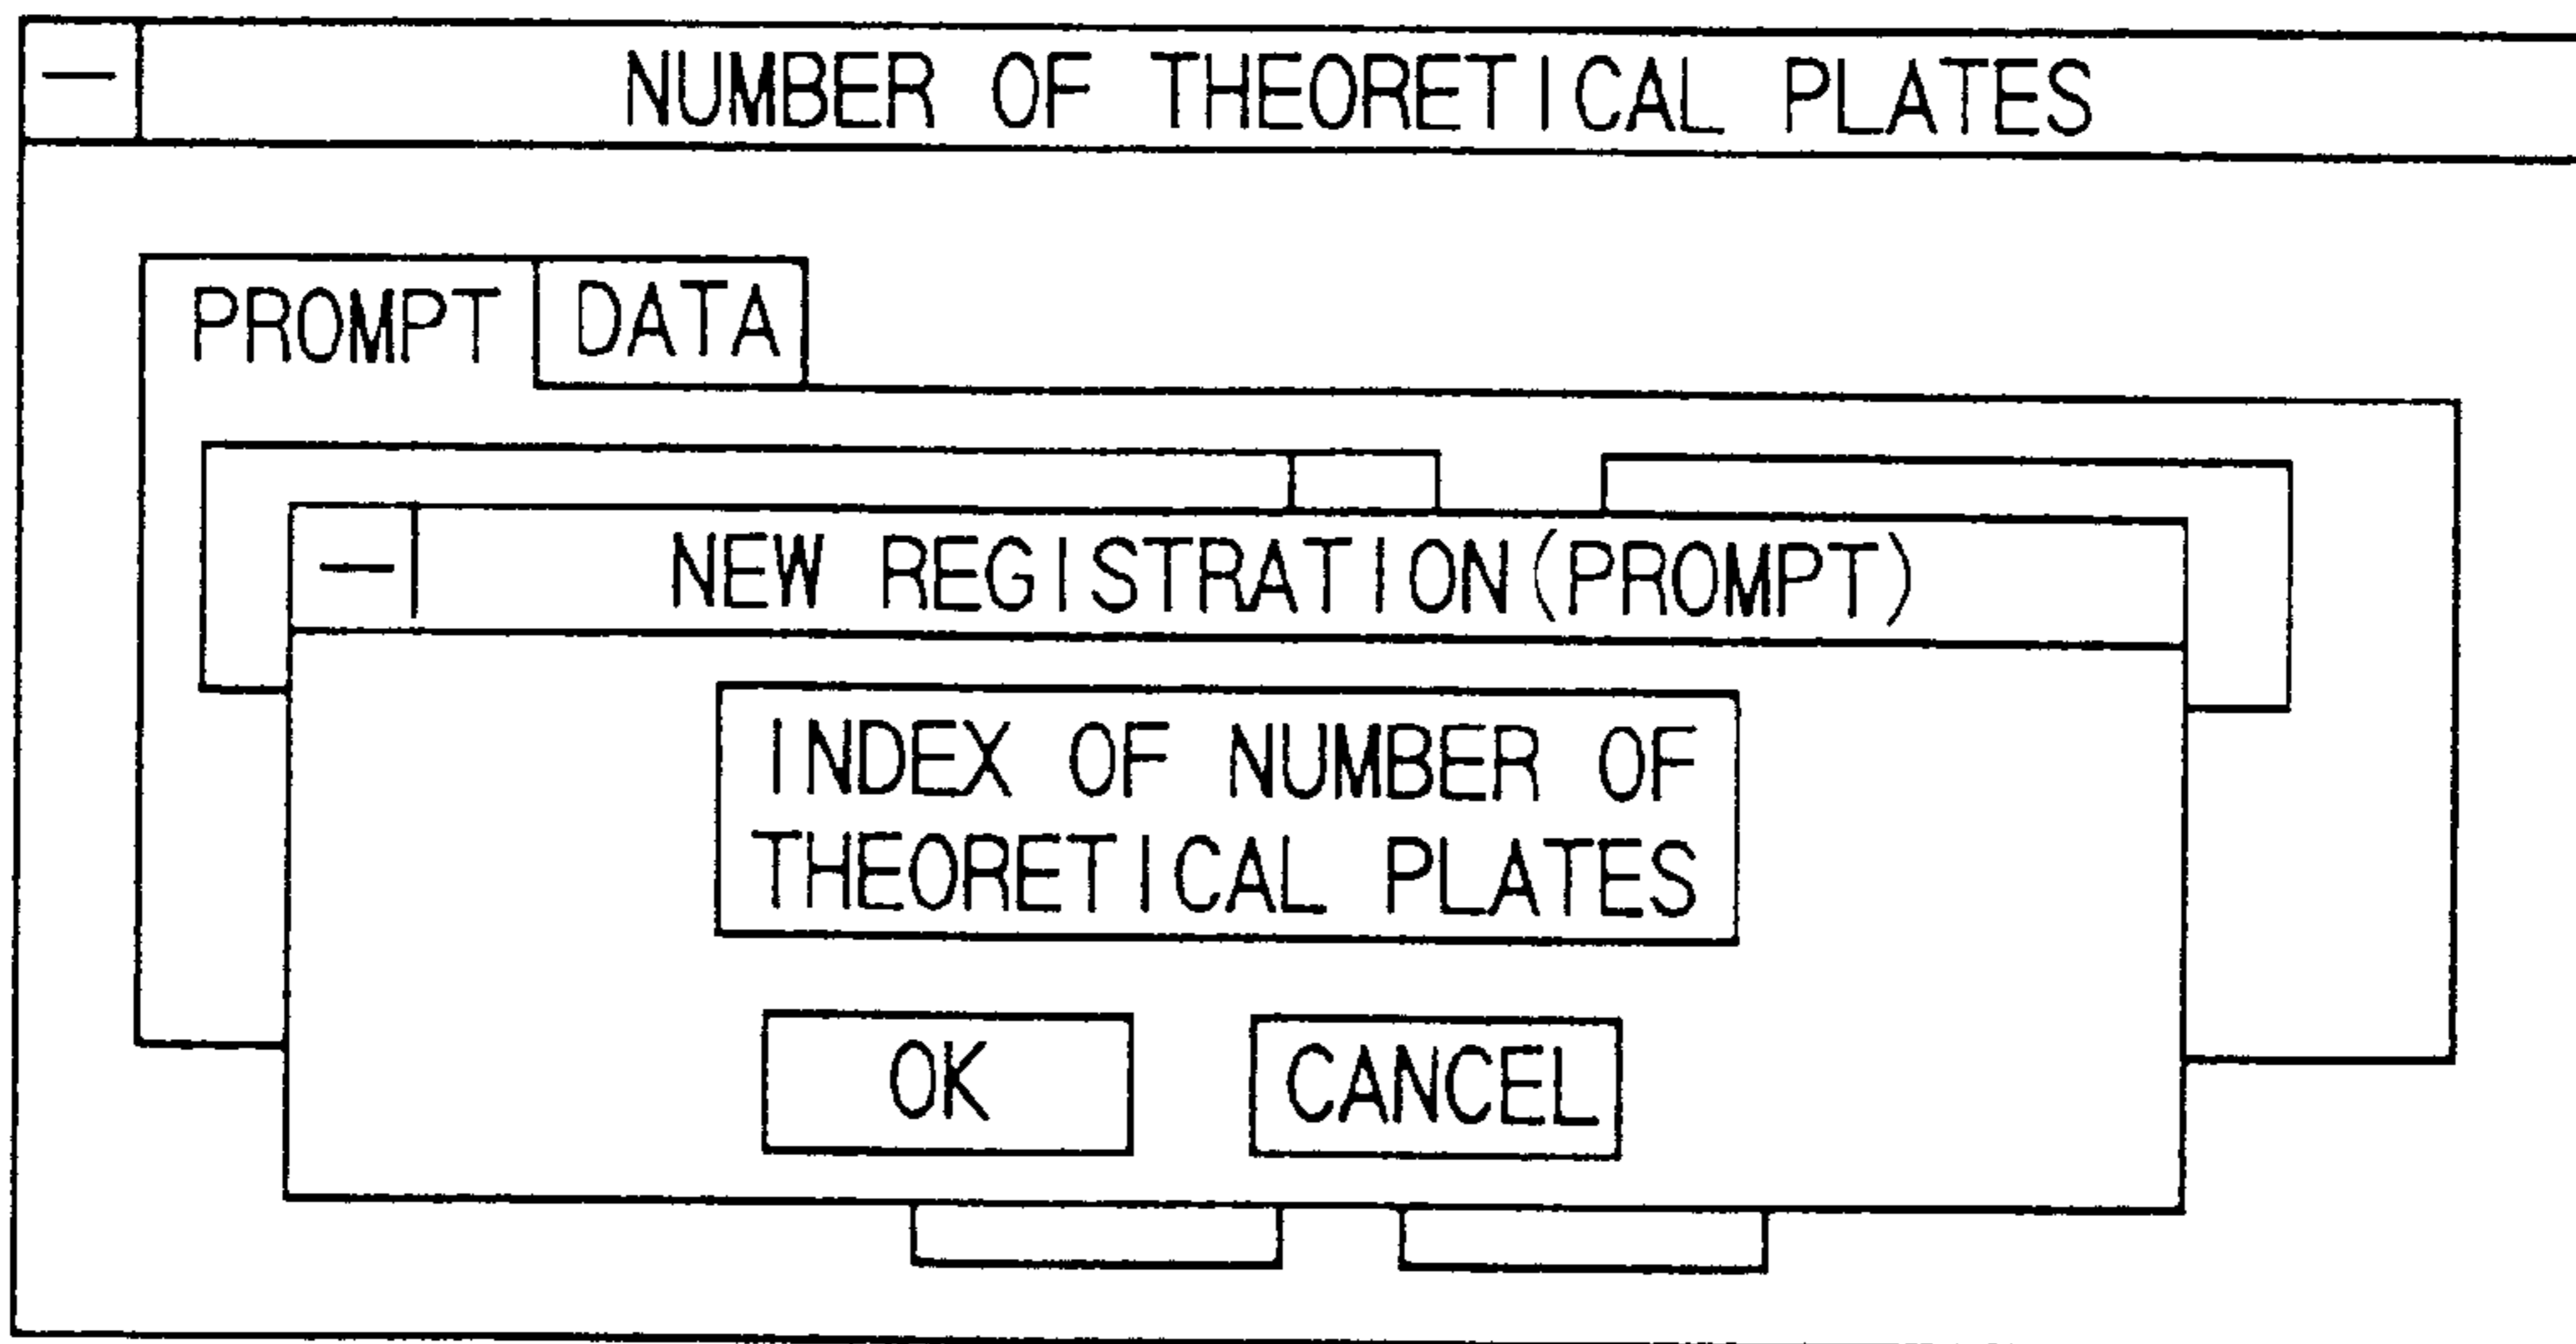 NUMBER OF THEORETICAL PLATES
PROMPT DATA
NEW REGISTRATION(PROMPT)
INDEX OF NUMBER OF
THEORETICAL PLATES
OK CANCEL